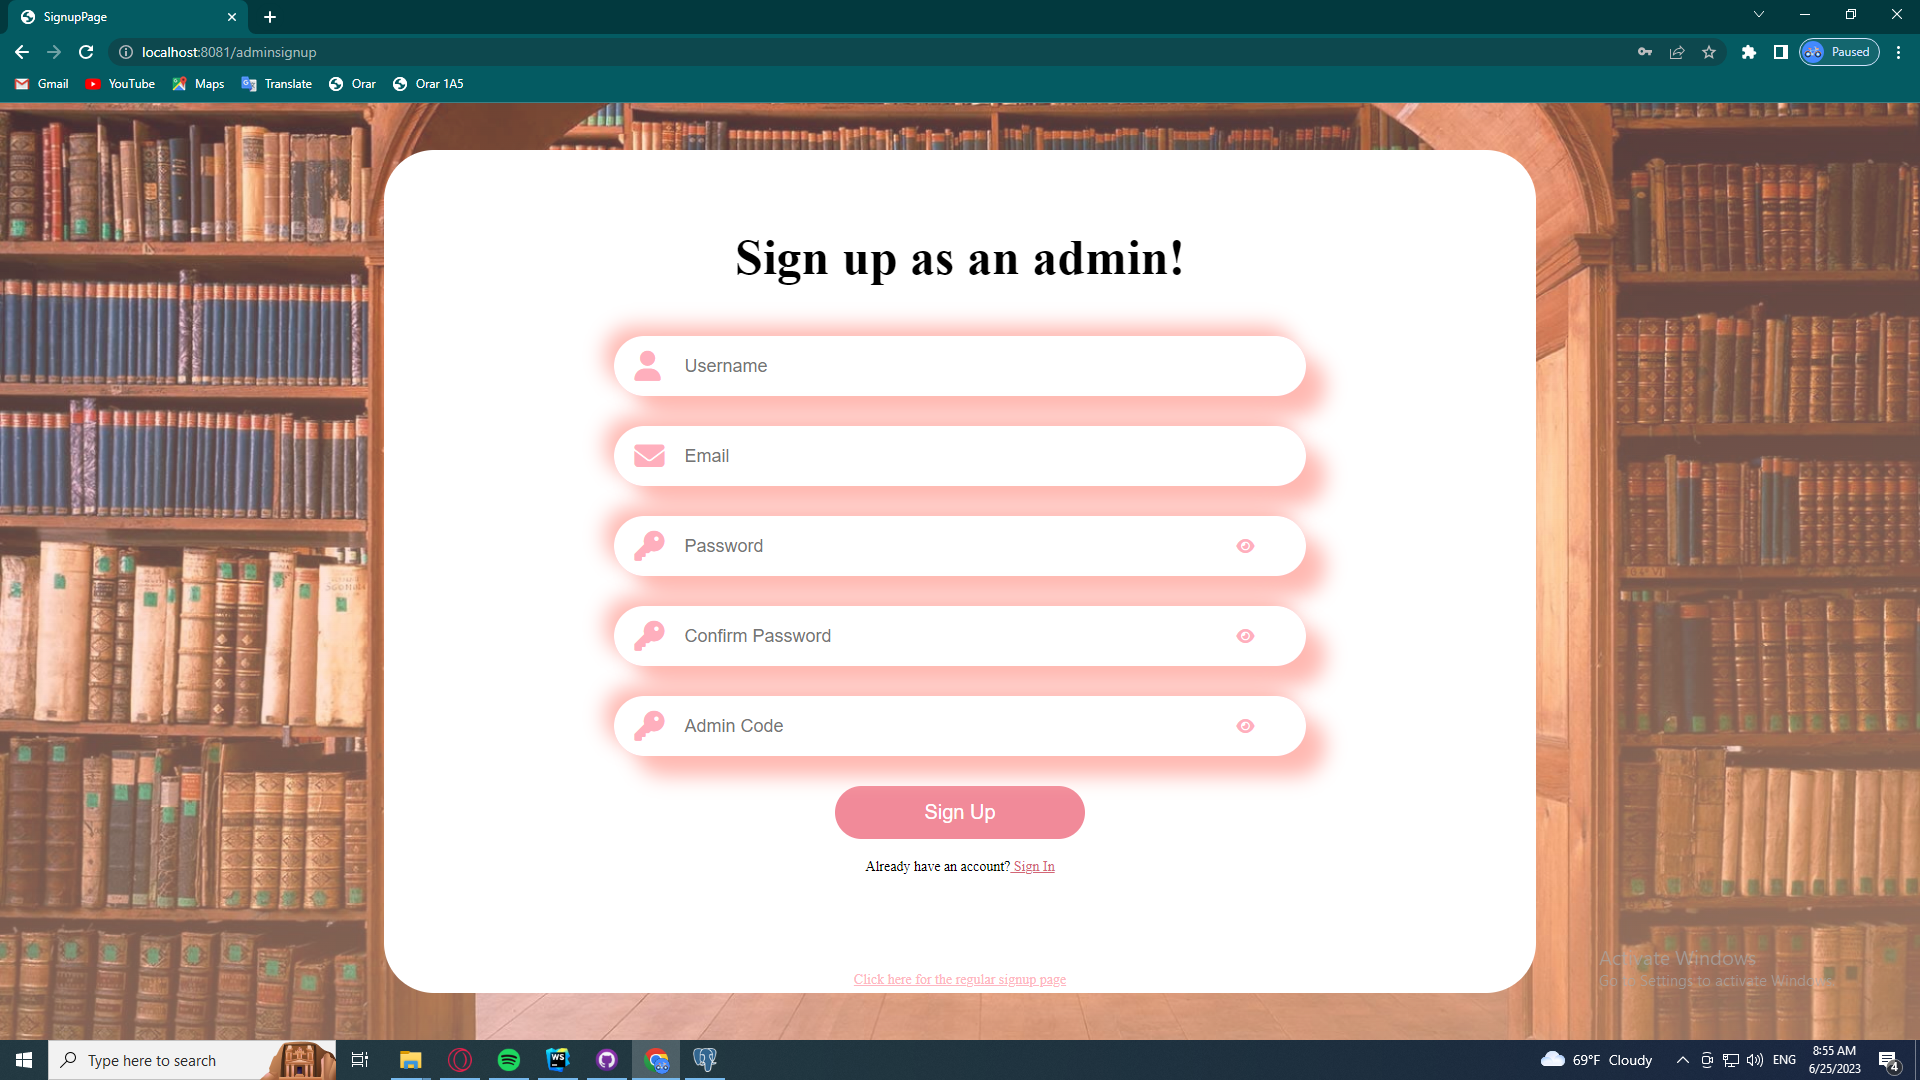 SignupPage
localhost:8081/adminsignup
Paused
Gmail
YouTube
Maps
Translate
Orar
Orar 1A5
Sign up as an admin!
Username
Email
Password
Confirm Password
Admin Code
Sign Up
Already have an account? Sign In
Click here for the regular signup page
Activate Windows
Go to Settings to activate Windows.
Type here to search
WS
69°F Cloudy
ENG
8:55 AM
6/25/2023
4